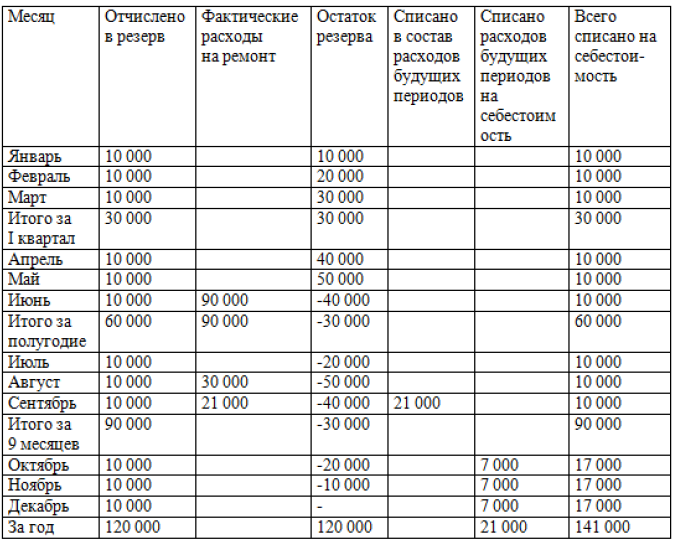 Месяц Отчислено в резерв Фактические расходы на ремонт Остаток резерва Списано в состав расходов будущих периодов Списано расходов будущих периодов на себестоимость Всего списано на себестои-мость
Январь 10 000 10 000 10 000
Февраль 10 000 20 000 10 000
Март 10 000 30 000 10 000
Итого за I квартал 30 000 30 000 30 000
Апрель 10 000 40 000 10 000
Май 10 000 50 000 10 000
Июнь 10 000 90 000 -40 000 10 000
Итого за полугодие 60 000 90 000 -30 000 60 000
Июль 10 000 -20 000 10 000
Август 10 000 30 000 -50 000 10 000
Сентябрь 10 000 21 000 -40 000 21 000 10 000
Итого за 9 месяцев 90 000 -30 000 90 000
Октябрь 10 000 -20 000 7 000 17 000
Ноябрь 10 000 -10 000 7 000 17 000
Декабрь 10 000 - 7 000 17 000
За год 120 000 120 000 21 000 141 000